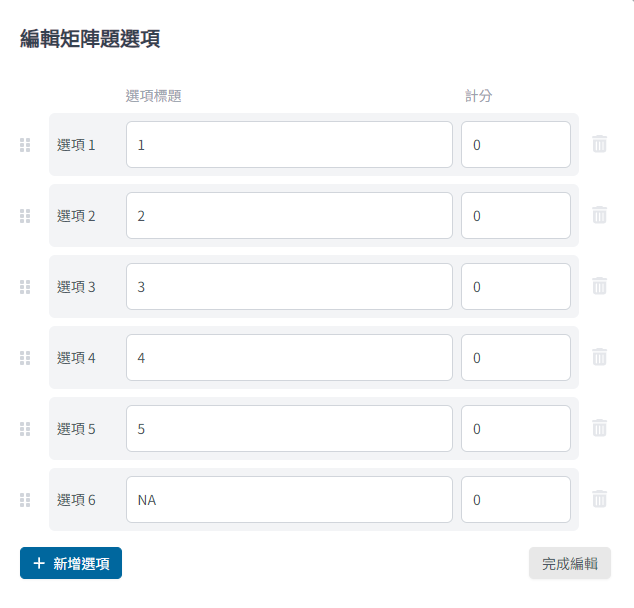 編輯矩陣題選項
選項標題 計分
選項 1 1 0
選項 2 2 0
選項 3 3 0
選項 4 4 0
選項 5 5 0
選項 6 NA 0
+ 新增選項 完成編輯